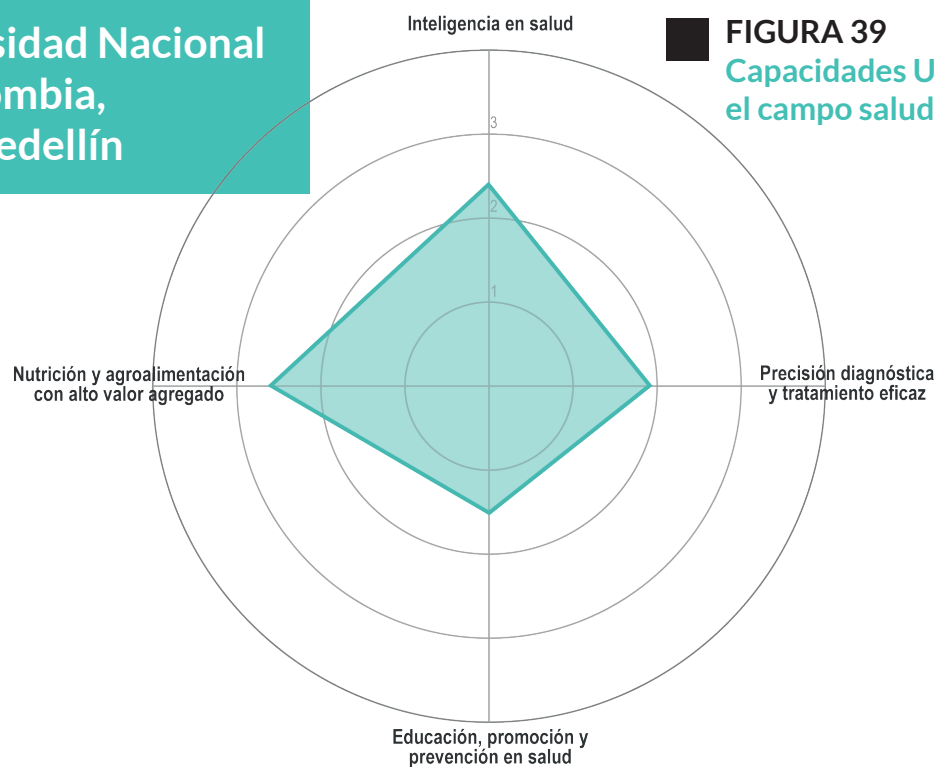 sidad Nacional
ombia,
edellín
FIGURA 39
Capacidades U
el campo salud
Inteligencia en salud
3
2
1
Nutrición y agroalimentación
con alto valor agregado
Precisión diagnóstica
y tratamiento eficaz
Educación, promoción y
prevención en salud